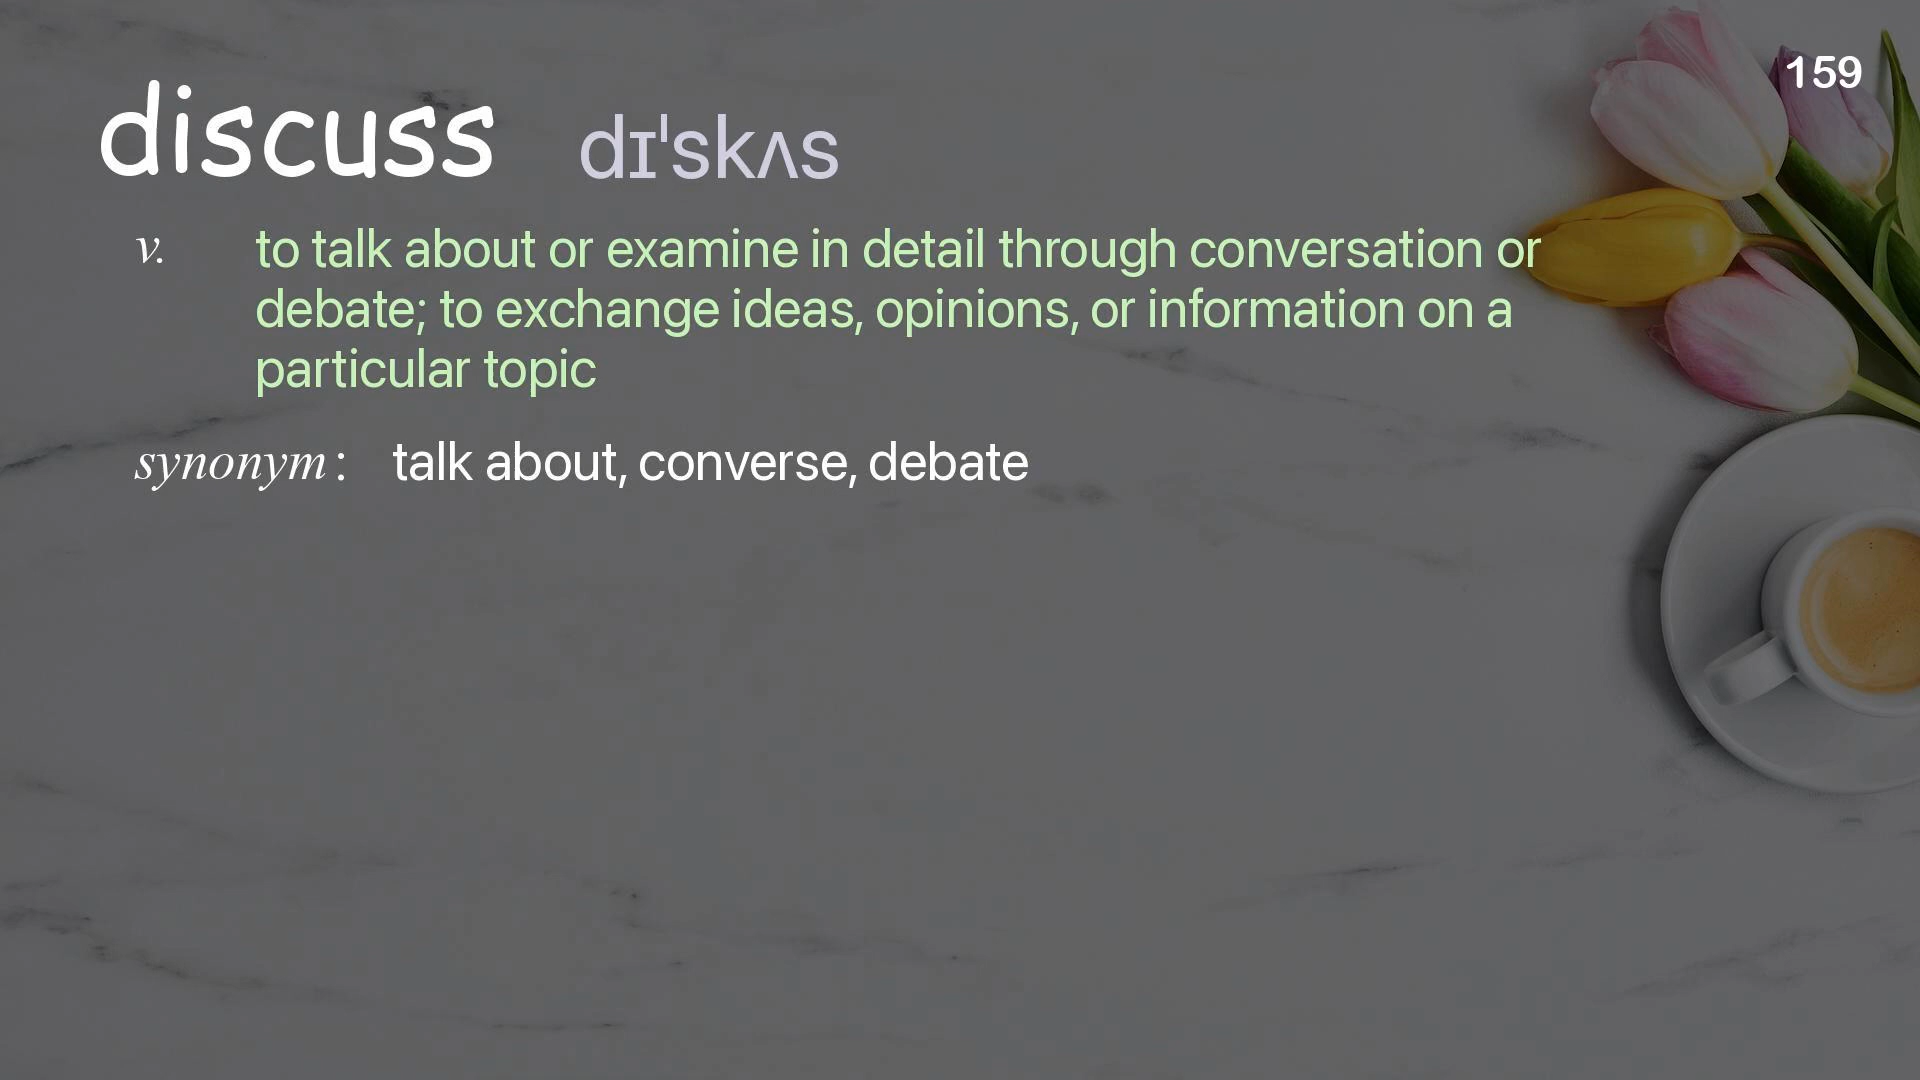 159
discuss dɪˈskʌs
v. to talk about or examine in detail through conversation or
debate; to exchange ideas, opinions, or information on a
particular topic
synonym : talk about, converse, debate